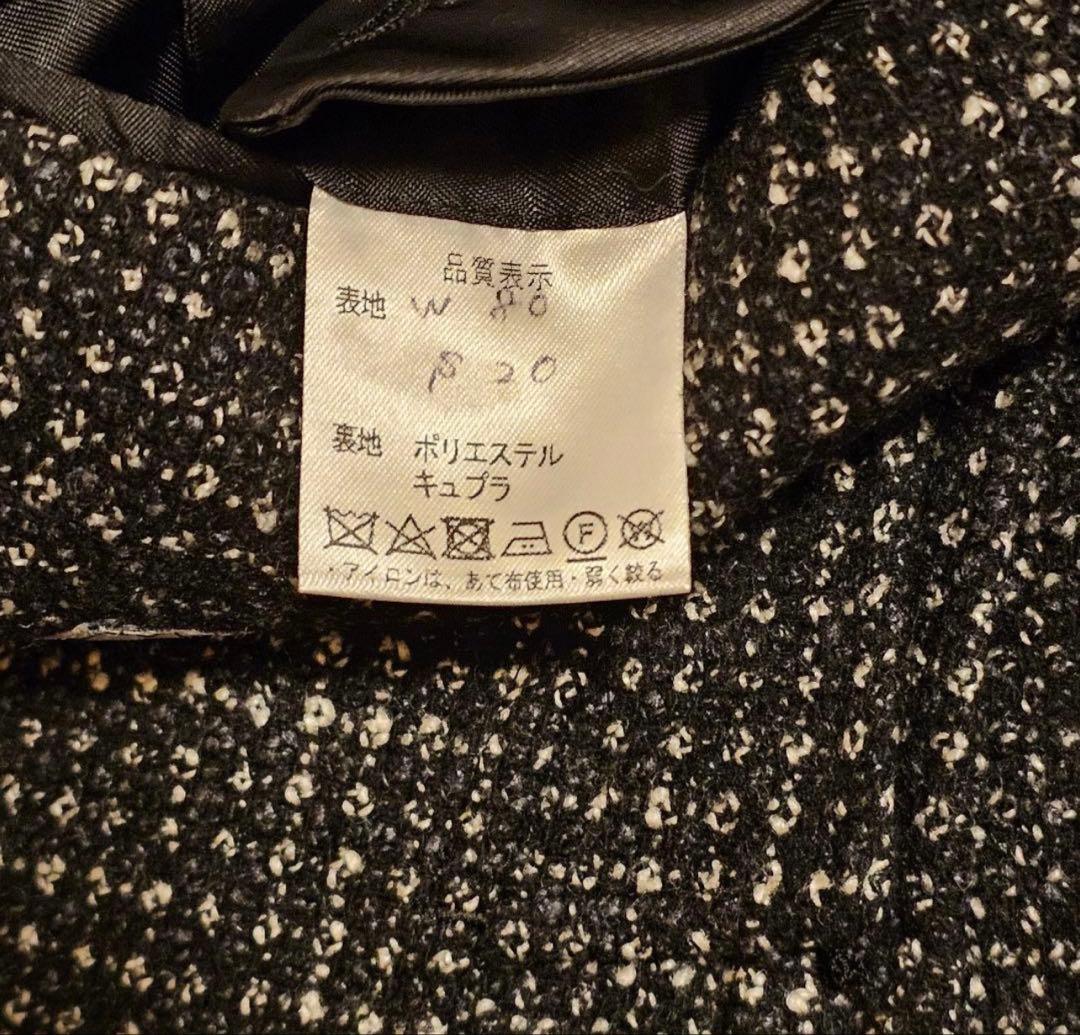 品質表示
表地 W 80
P 20
裏地 ポリエステル
キュプラ
F W
・アイロンは、あて布使用・弱く絞る